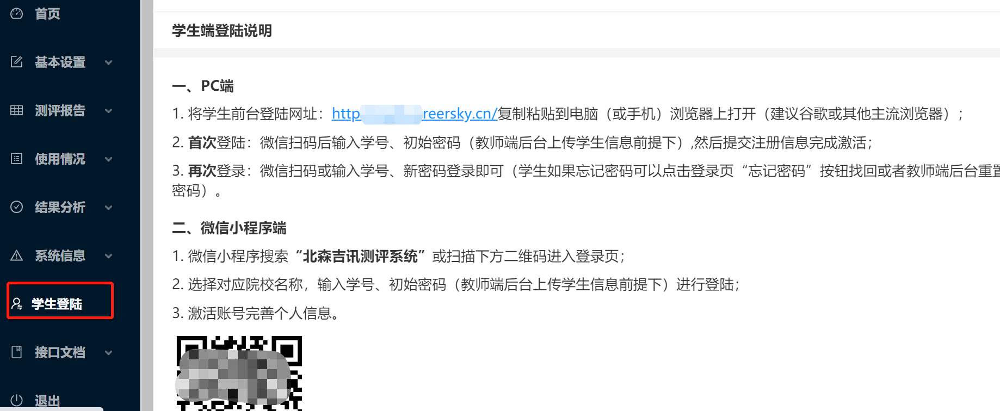 首页
基本设置
测评报告
使用情况
结果分析
系统信息
学生登陆
接口文档
退出
学生端登陆说明
一、PC端
1. 将学生前台登陆网址：http reersky.cn/复制粘贴到电脑（或手机）浏览器上打开（建议谷歌或其他主流浏览器）；
2. 首次登陆：微信扫码后输入学号、初始密码（教师端后台上传学生信息前提下）,然后提交注册信息完成激活；
3. 再次登录：微信扫码或输入学号、新密码登录即可（学生如果忘记密码可以点击登录页“忘记密码”按钮找回或者教师端后台重置
密码）。
二、微信小程序端
1. 微信小程序搜索“北森吉讯测评系统”或扫描下方二维码进入登录页；
2. 选择对应院校名称，输入学号、初始密码（教师端后台上传学生信息前提下）进行登陆；
3. 激活账号完善个人信息。